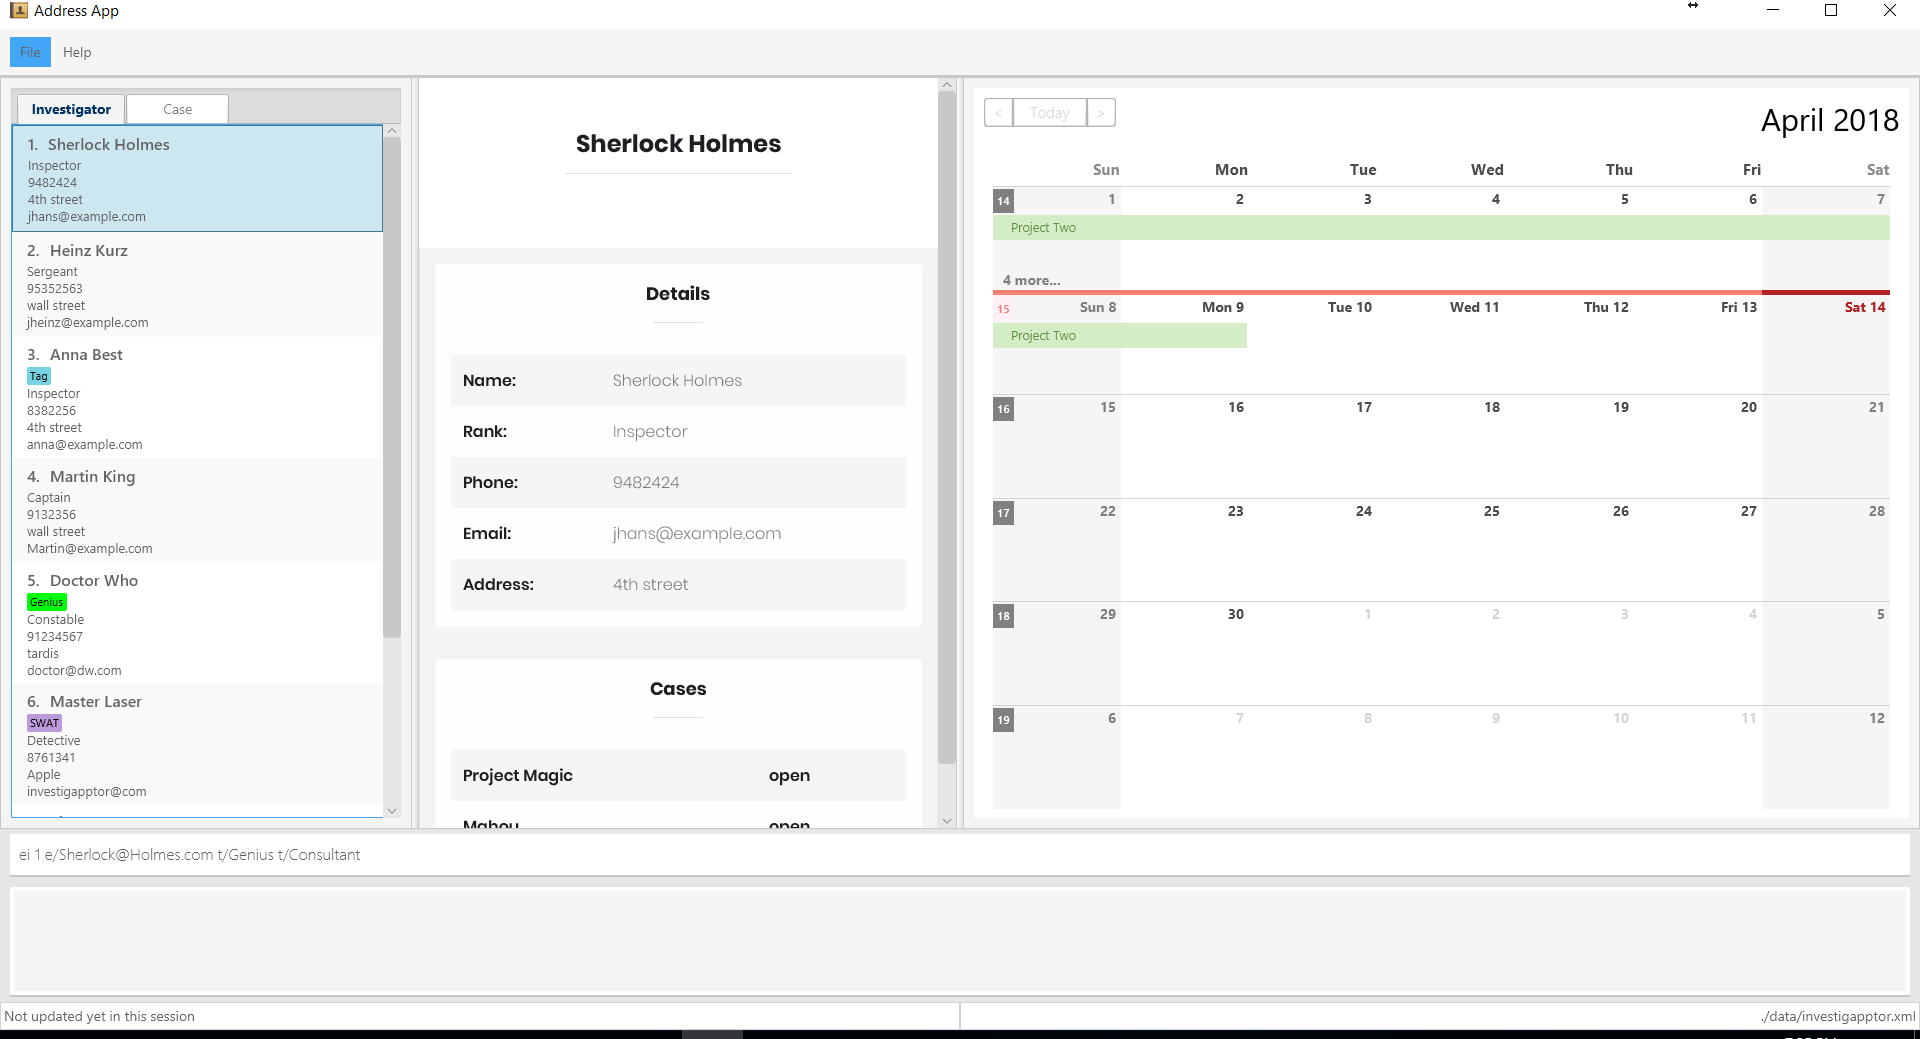 Address App
File Help
Investigator Case
1. Sherlock Holmes
Inspector
9482424
4th street
jhans@example.com
2. Heinz Kurz
Sergeant
95352563
wall street
jheinz@example.com
3. Anna Best
Tag
Inspector
8382256
4th street
anna@example.com
4. Martin King
Captain
9132356
wall street
Martin@example.com
5. Doctor Who
Genius
Constable
91234567
tardis
doctor@dw.com
6. Master Laser
SWAT
Detective
8761341
Apple
investigapptor@com
Sherlock Holmes
Details
Name: Sherlock Holmes
Rank: Inspector
Phone: 9482424
Email: jhans@example.com
Address: 4th street
Cases
Project Magic open
Mahou open
< Today >
April 2018
Sun Mon Tue Wed Thu Fri Sat
14 1 2 3 4 5 6 7
Project Two
4 more...
15 Sun 8 Mon 9 Tue 10 Wed 11 Thu 12 Fri 13 Sat 14
Project Two
16 15 16 17 18 19 20 21
17 22 23 24 25 26 27 28
18 29 30 1 2 3 4 5
19 6 7 8 9 10 11 12
ei 1 e/Sherlock@Holmes.com t/Genius t/Consultant
Not updated yet in this session
./data/investigapptor.xml